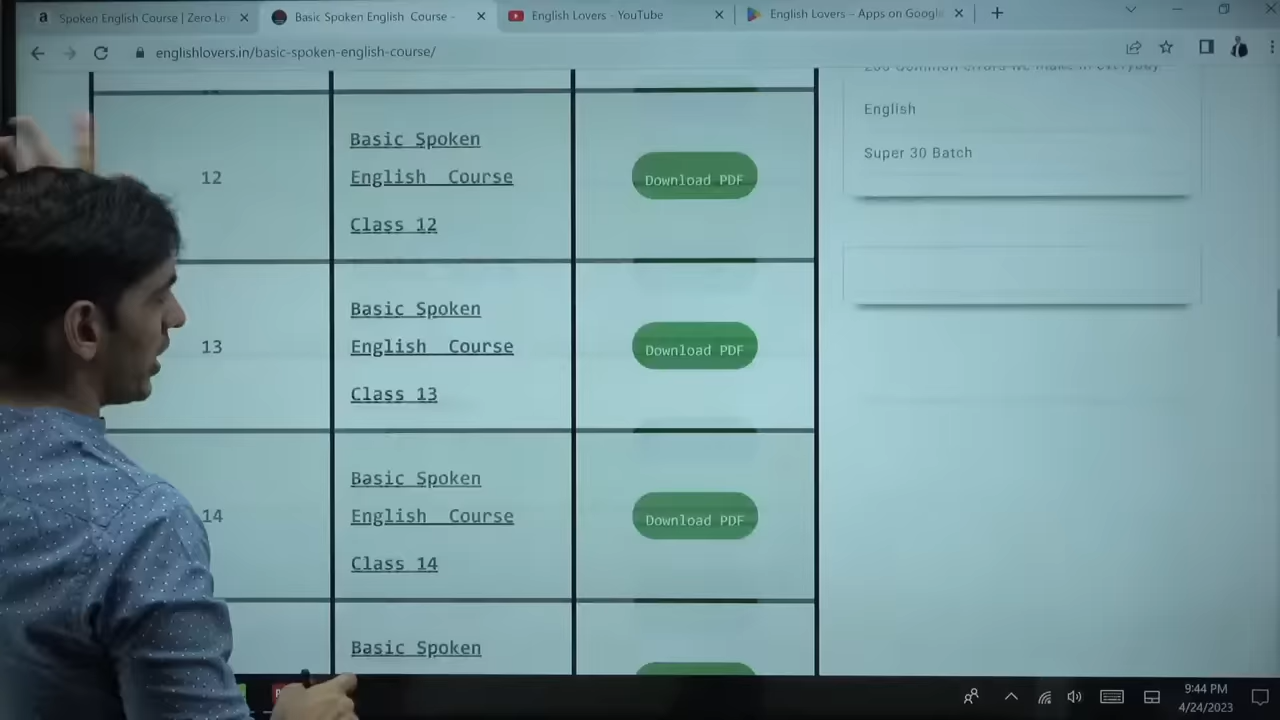 Spoken English Course | Zero Le
Basic Spoken English Course -
English Lovers - YouTube
English Lovers – Apps on Google
englishlovers.in/basic-spoken-english-course/
English
Super 30 Batch
12
Basic Spoken
English Course
Class 12
Download PDF
13
Basic Spoken
English Course
Class 13
Download PDF
14
Basic Spoken
English Course
Class 14
Download PDF
Basic Spoken
9:44 PM
4/24/2023